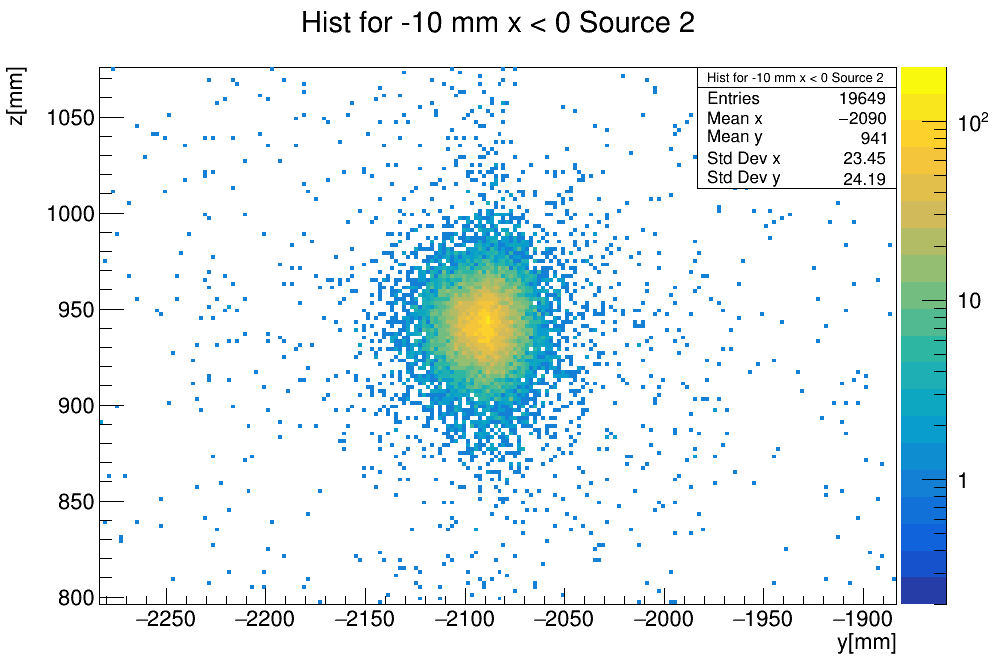 Hist for -10 mm x < 0 Source 2
z[mm]
1050
1000
950
900
850
800
Hist for -10 mm x < 0 Source 2
Entries 19649
Mean x −2090
Mean y 941
Std Dev x 23.45
Std Dev y 24.19
10²
10
1
−2250 −2200 −2150 −2100 −2050 −2000 −1950 −1900
y[mm]